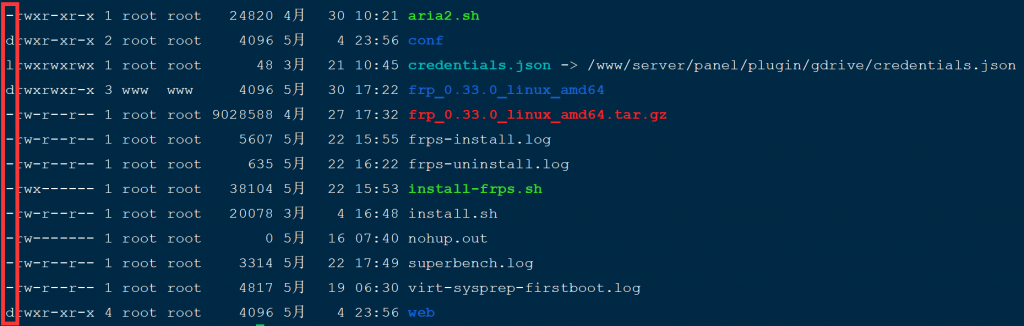 -rwxr-xr-x 1 root root 24820 4月 30 10:21 aria2.sh
drwxr-xr-x 2 root root 4096 5月 4 23:56 conf
lrwxrwxrwx 1 root root 48 3月 21 10:45 credentials.json -> /www/server/panel/plugin/gdrive/credentials.json
drwxrwxr-x 3 www www 4096 5月 30 17:22 frp_0.33.0_linux_amd64
-rw-r--r-- 1 root root 9028588 4月 27 17:32 frp_0.33.0_linux_amd64.tar.gz
-rw-r--r-- 1 root root 5607 5月 22 15:55 frps-install.log
-rw-r--r-- 1 root root 635 5月 22 16:22 frps-uninstall.log
-rwx------ 1 root root 38104 5月 22 15:53 install-frps.sh
-rw-r--r-- 1 root root 20078 3月 4 16:48 install.sh
-rw------- 1 root root 0 5月 16 07:40 nohup.out
-rw-r--r-- 1 root root 3314 5月 22 17:49 superbench.log
-rw-r--r-- 1 root root 4817 5月 19 06:30 virt-sysprep-firstboot.log
drwxr-xr-x 4 root root 4096 5月 4 23:56 web